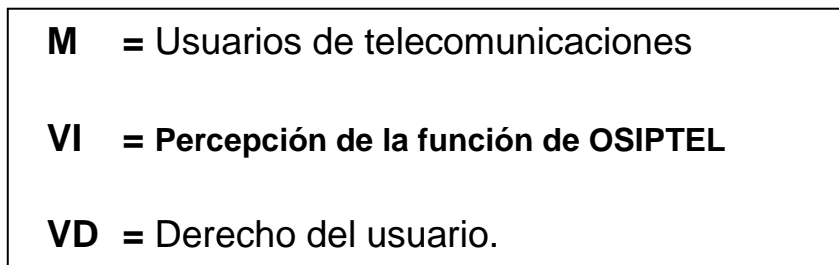 M = Usuarios de telecomunicaciones
VI = Percepción de la función de OSIPTEL
VD = Derecho del usuario.